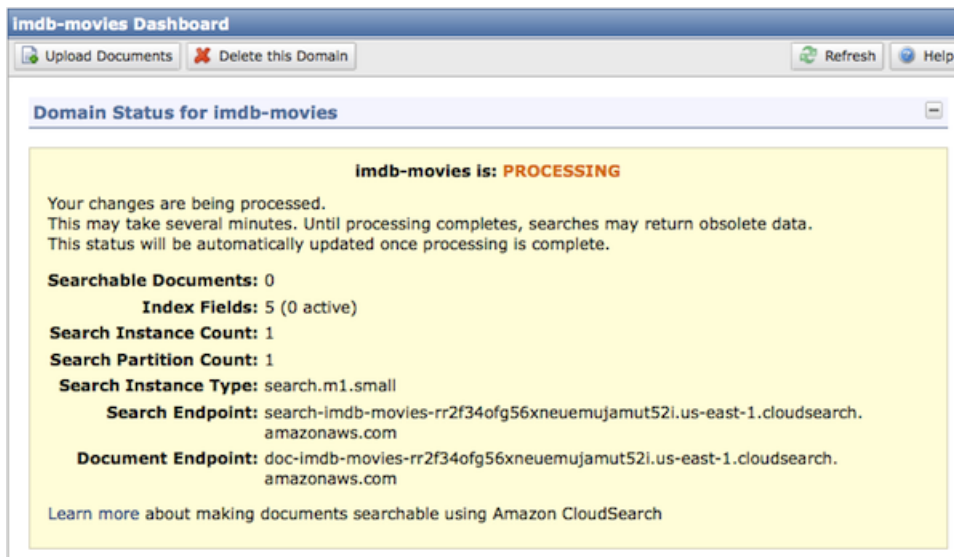 imdb-movies Dashboard
Upload Documents Delete this Domain Refresh Help
Domain Status for imdb-movies
imdb-movies is: PROCESSING
Your changes are being processed.
This may take several minutes. Until processing completes, searches may return obsolete data.
This status will be automatically updated once processing is complete.
Searchable Documents: 0
Index Fields: 5 (0 active)
Search Instance Count: 1
Search Partition Count: 1
Search Instance Type: search.m1.small
Search Endpoint: search-imdb-movies-rr2f34ofg56xneuemujamut52i.us-east-1.cloudsearch.
amazonaws.com
Document Endpoint: doc-imdb-movies-rr2f34ofg56xneuemujamut52i.us-east-1.cloudsearch.
amazonaws.com
Learn more about making documents searchable using Amazon CloudSearch